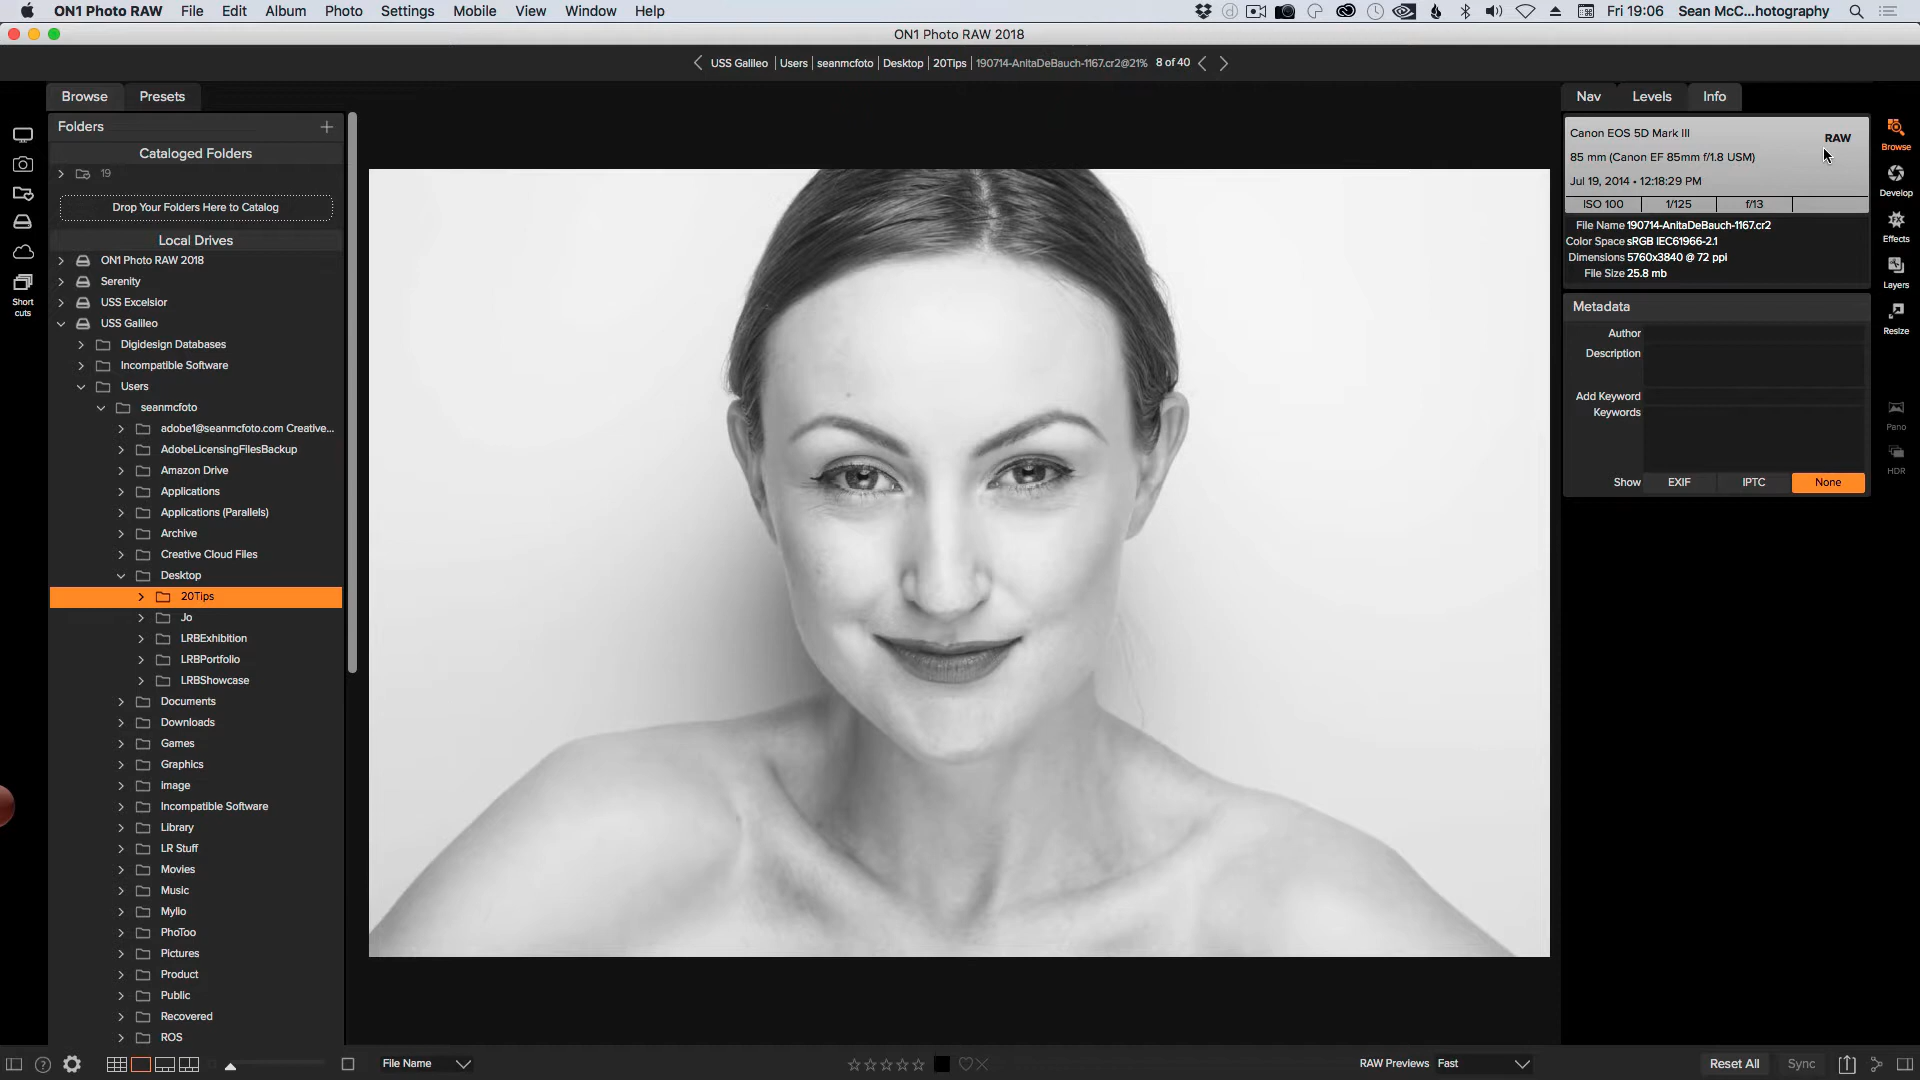 ON1 Photo RAW File Edit Album Photo Settings Mobile View Window Help Fri 19:06 Sean McC...hotography
ON1 Photo RAW 2018
USS Galileo Users seanmcfoto Desktop 20Tips 190714-AnitaDeBauch-1167.cr2@21% 8 of 40
Browse Presets
Folders
Cataloged Folders
19
Drop Your Folders Here to Catalog
Local Drives
ON1 Photo RAW 2018
Serenity
USS Excelsior
USS Galileo
Digidesign Databases
Incompatible Software
Users
seanmcfoto
adobe1@seanmcfoto.com Creative...
AdobeLicensingFilesBackup
Amazon Drive
Applications
Applications (Parallels)
Archive
Creative Cloud Files
Desktop
20Tips
Jo
LRBExhibition
LRBPortfolio
LRBShowcase
Documents
Downloads
Games
Graphics
image
Incompatible Software
Library
LR Stuff
Movies
Music
Mylio
PhoToo
Pictures
Product
Public
Recovered
ROS
Short
cuts
Nav Levels Info
Canon EOS 5D Mark III
RAW
85 mm (Canon EF 85mm f/1.8 USM)
Jul 19, 2014 • 12:18:29 PM
ISO 100 1/125 f/13
File Name 190714-AnitaDeBauch-1167.cr2
Color Space sRGB IEC61966-2.1
Dimensions 5760x3840 @ 72 ppi
File Size 25.8 mb
Metadata
Author
Description
Add Keyword
Keywords
Show EXIF IPTC None
Browse
Develop
Effects
Layers
Resize
Pano
HDR
File Name
RAW Previews Fast
Reset All Sync